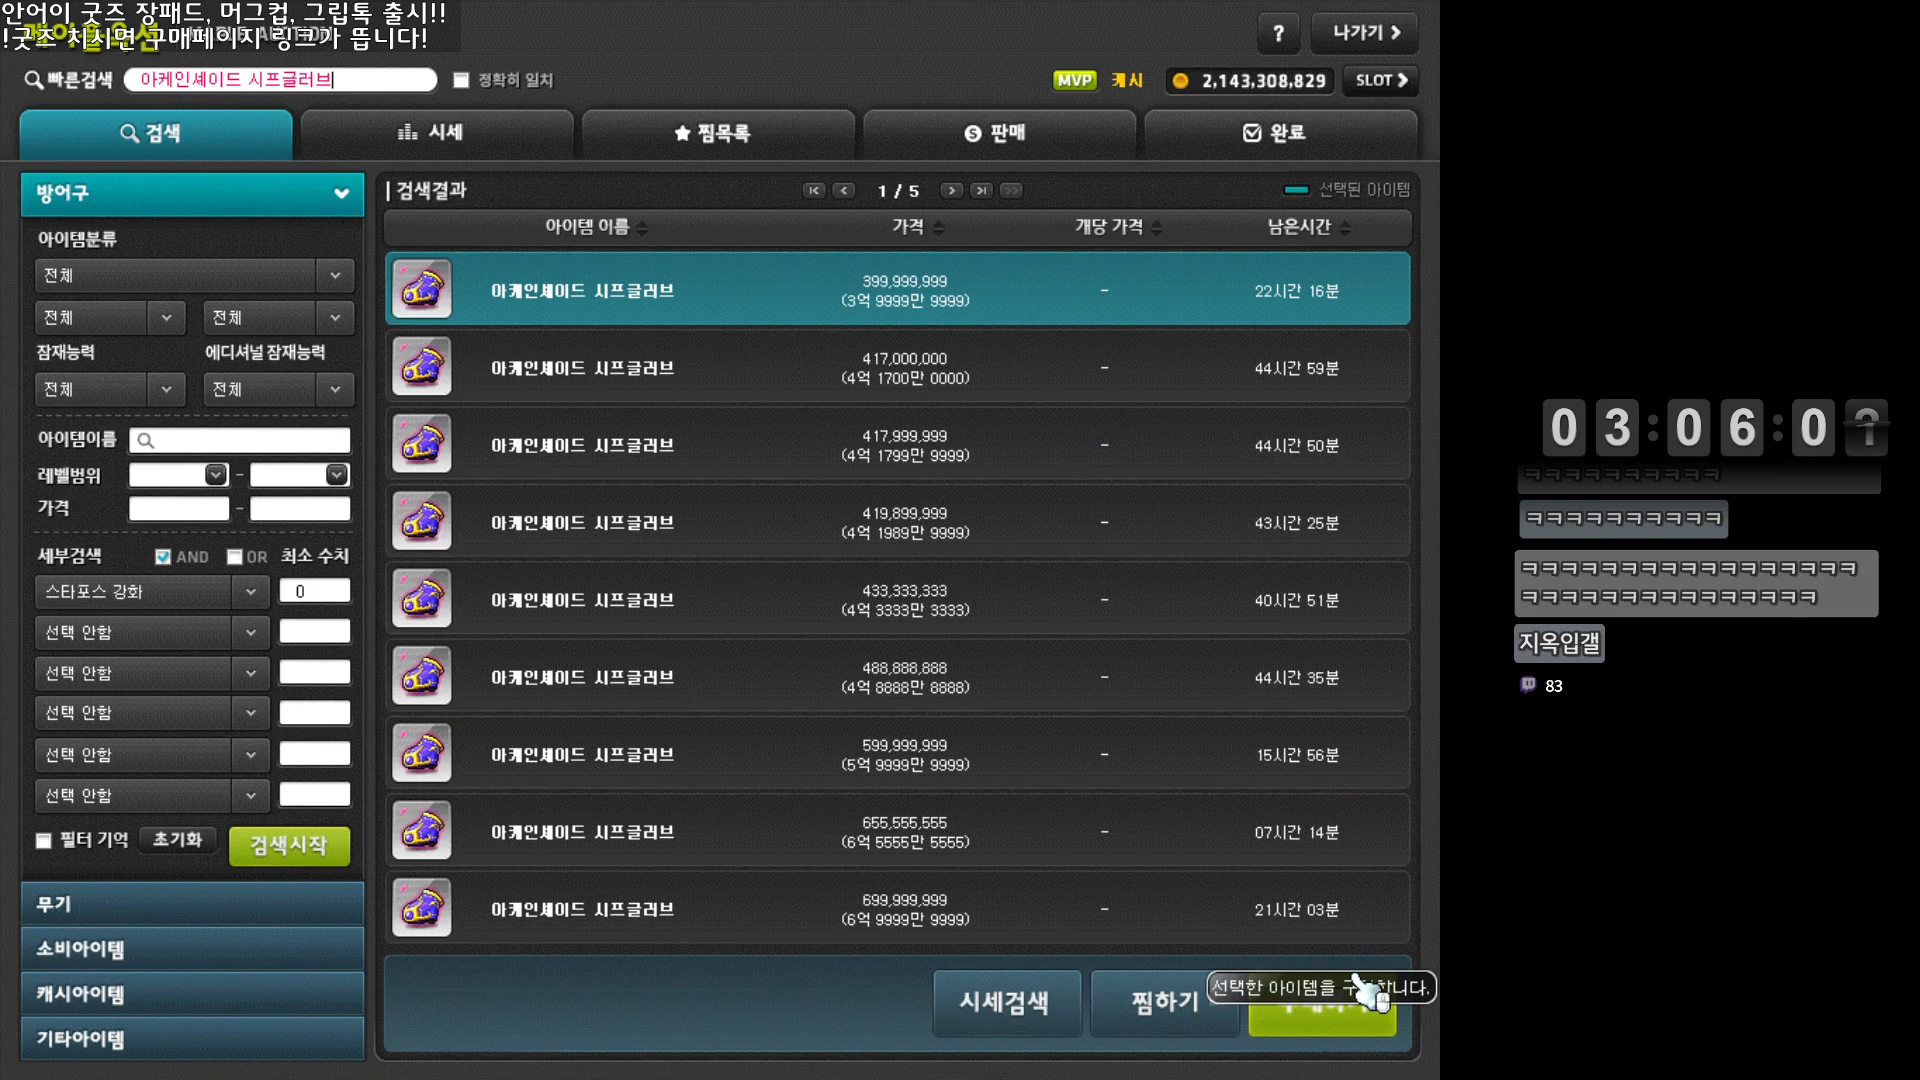 안어이 굿즈 장패드, 머그컵, 그립톡 출시!!
!굿즈 치시면 구매페이지 링크가 뜹니다!
?
나가기
빠른검색
아케인셰이드 시프글러브
정확히 일치
MVP
캐시
2,143,308,829
SLOT
검색
시세
찜목록
판매
완료
방어구
아이템분류
전체
전체
전체
잠재능력
에디셔널 잠재능력
전체
전체
아이템이름
레벨범위
-
가격
-
세부검색
AND
OR
최소 수치
스타포스 강화
0
선택 안함
선택 안함
선택 안함
선택 안함
선택 안함
필터 기억
초기화
검색시작
무기
소비아이템
캐시아이템
기타아이템
검색결과
1 / 5
선택된 아이템
아이템 이름
가격
개당 가격
남은시간
아케인셰이드 시프글러브
399,999,999
(3억 9999만 9999)
-
22시간 16분
아케인셰이드 시프글러브
417,000,000
(4억 1700만 0000)
-
44시간 59분
아케인셰이드 시프글러브
417,999,999
(4억 1799만 9999)
-
44시간 50분
아케인셰이드 시프글러브
419,899,999
(4억 1989만 9999)
-
43시간 25분
아케인셰이드 시프글러브
433,333,333
(4억 3333만 3333)
-
40시간 51분
아케인셰이드 시프글러브
488,888,888
(4억 8888만 8888)
-
44시간 35분
아케인셰이드 시프글러브
599,999,999
(5억 9999만 9999)
-
15시간 56분
아케인셰이드 시프글러브
655,555,555
(6억 5555만 5555)
-
07시간 14분
아케인셰이드 시프글러브
699,999,999
(6억 9999만 9999)
-
21시간 03분
시세검색
찜하기
선택한 아이템을
03:06:0
ㅋㅋㅋㅋㅋㅋㅋㅋㅋㅋ
ㅋㅋㅋㅋㅋㅋㅋㅋㅋㅋ
ㅋㅋㅋㅋㅋㅋㅋㅋㅋㅋㅋㅋㅋㅋㅋㅋㅋ
ㅋㅋㅋㅋㅋㅋㅋㅋㅋㅋㅋㅋㅋㅋㅋ
지옥입갤
83